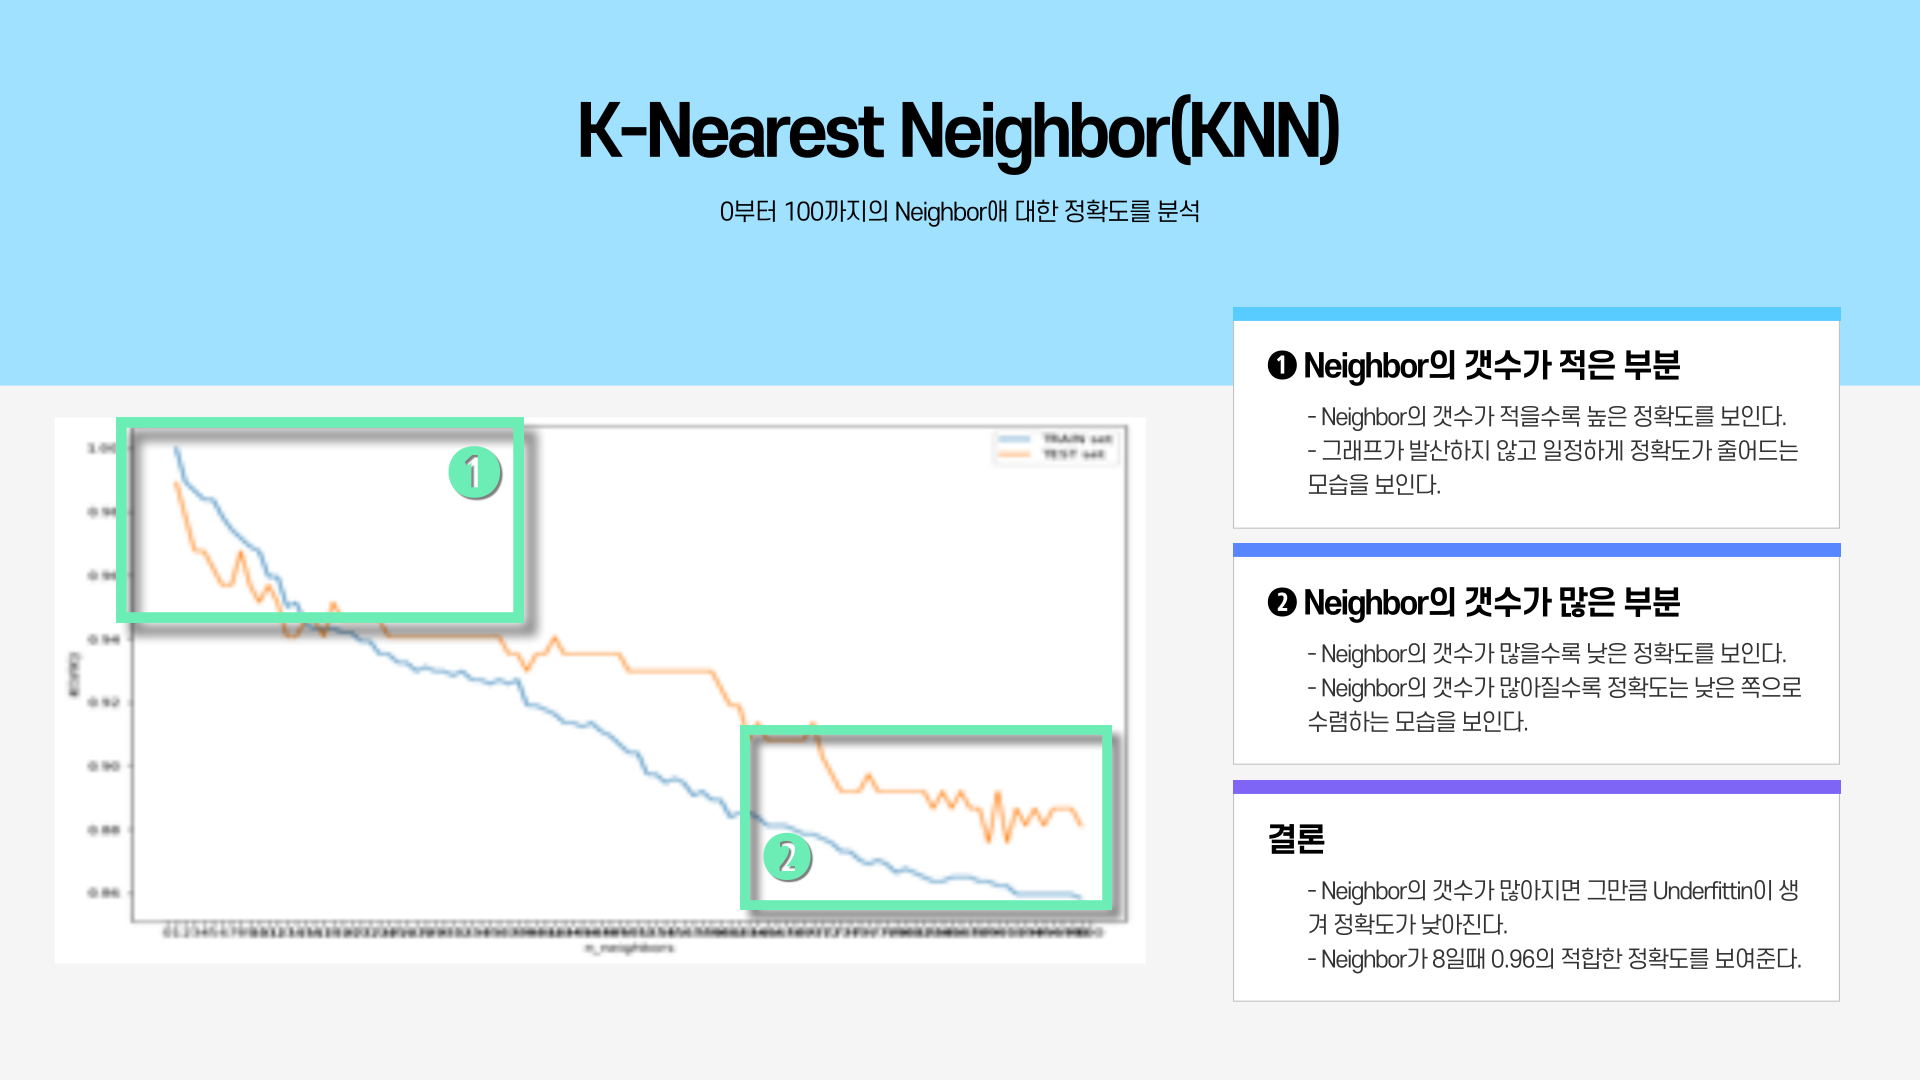 K-Nearest Neighbor(KNN)
0부터 100까지의 Neighbor애 대한 정확도를 분석
❶ Neighbor의 갯수가 적은 부분
- Neighbor의 갯수가 적을수록 높은 정확도를 보인다.
- 그래프가 발산하지 않고 일정하게 정확도가 줄어드는
모습을 보인다.
❷ Neighbor의 갯수가 많은 부분
- Neighbor의 갯수가 많을수록 낮은 정확도를 보인다.
- Neighbor의 갯수가 많아질수록 정확도는 낮은 쪽으로
수렴하는 모습을 보인다.
결론
- Neighbor의 갯수가 많아지면 그만큼 Underfittin이 생
겨 정확도가 낮아진다.
- Neighbor가 8일때 0.96의 적합한 정확도를 보여준다.
1
2
TRAIN set
TEST set
0.94
0.92
0.90
0.88
0.86
n_neighbors